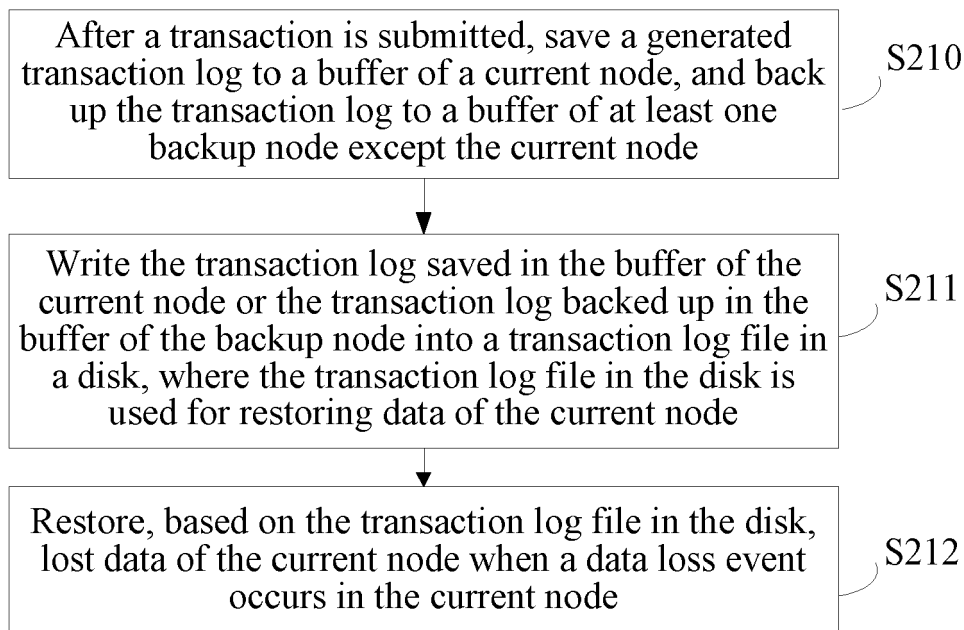 After a transaction is submitted, save a generated
transaction log to a buffer of a current node, and back
up the transaction log to a buffer of at least one
backup node except the current node
S210
Write the transaction log saved in the buffer of the
current node or the transaction log backed up in the
buffer of the backup node into a transaction log file in
a disk, where the transaction log file in the disk is
used for restoring data of the current node
S211
Restore, based on the transaction log file in the disk,
lost data of the current node when a data loss event
occurs in the current node
S212